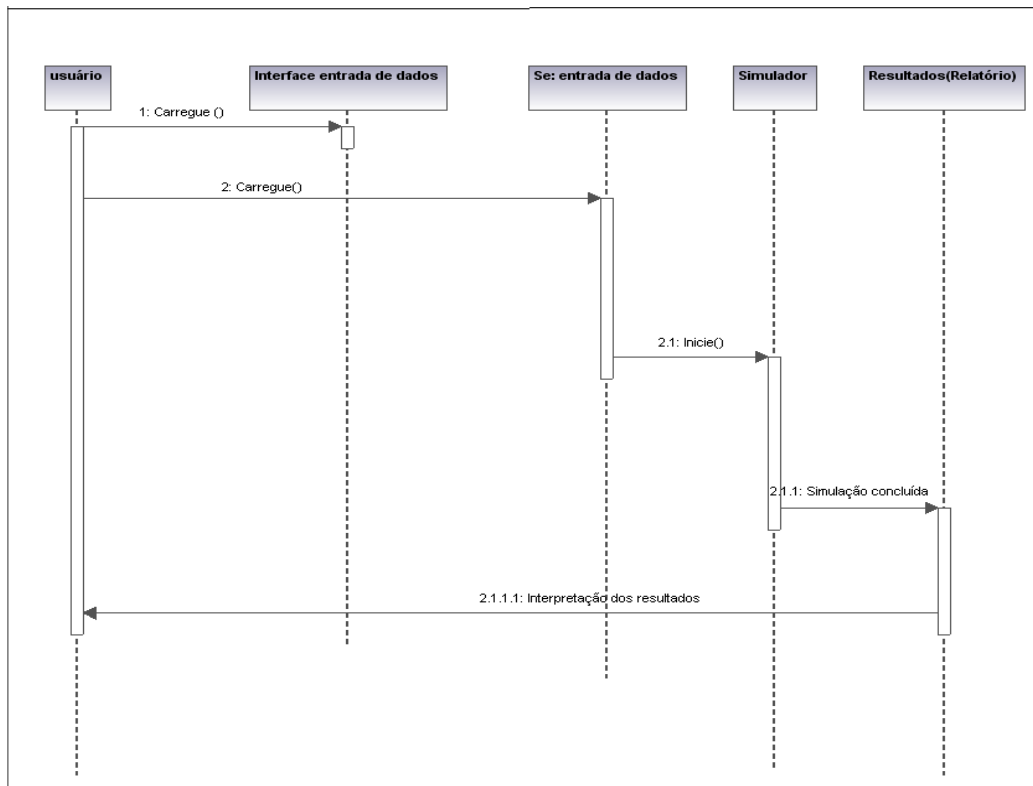 usuário
Interface entrada de dados
Se: entrada de dados
Simulador
Resultados(Relatório)
1: Carregue ()
2: Carregue()
2.1: Inicie()
2.1.1: Simulação concluída
2.1.1.1: Interpretação dos resultados